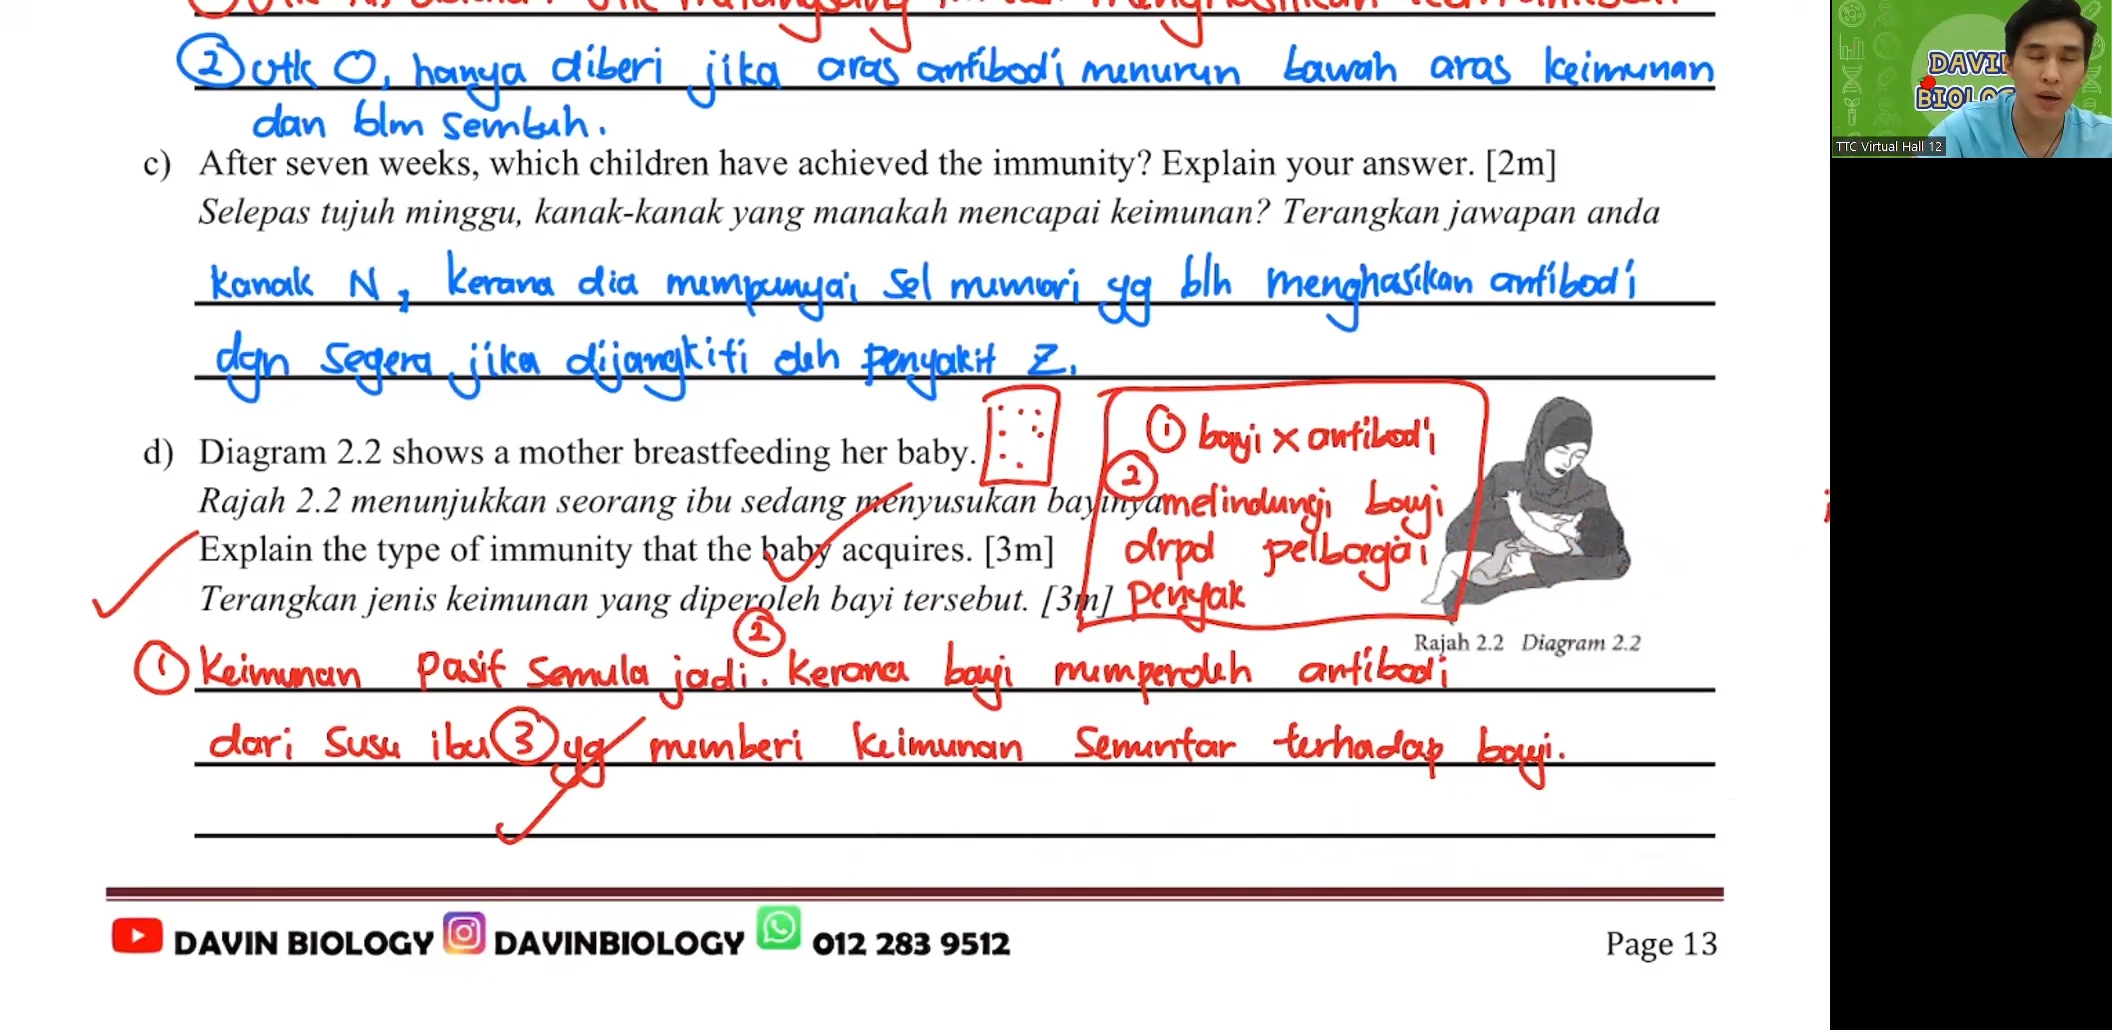 ② utk O, hanya diberi jika aras antibodi menurun bawah aras keimunan
dan blm sembuh.
c) After seven weeks, which children have achieved the immunity? Explain your answer. [2m]
Selepas tujuh minggu, kanak-kanak yang manakah mencapai keimunan? Terangkan jawapan anda
Kanak N, kerana dia mempunyai sel memori yg blh menghasikan antibodi
dgn segera jika dijangkiti oleh penyakit Z.
d) Diagram 2.2 shows a mother breastfeeding her baby.
Rajah 2.2 menunjukkan seorang ibu sedang menyusukan bayinya
Explain the type of immunity that the baby acquires. [3m]
Terangkan jenis keimunan yang diperoleh bayi tersebut. [3m]
① bayi x antibodi
② melindungi bayi
drpd pelbagai
penyak
Rajah 2.2 Diagram 2.2
① Keimunan pasif semula jadi. ② kerana bayi memperoleh antibodi
dari susu ibu ③ yg memberi keimunan sementar terhadap bayi.
DAVIN BIOLOGY DAVINBIOLOGY 012 283 9512
Page 13
DAVI
BIOLOG
TTC Virtual Hall 12